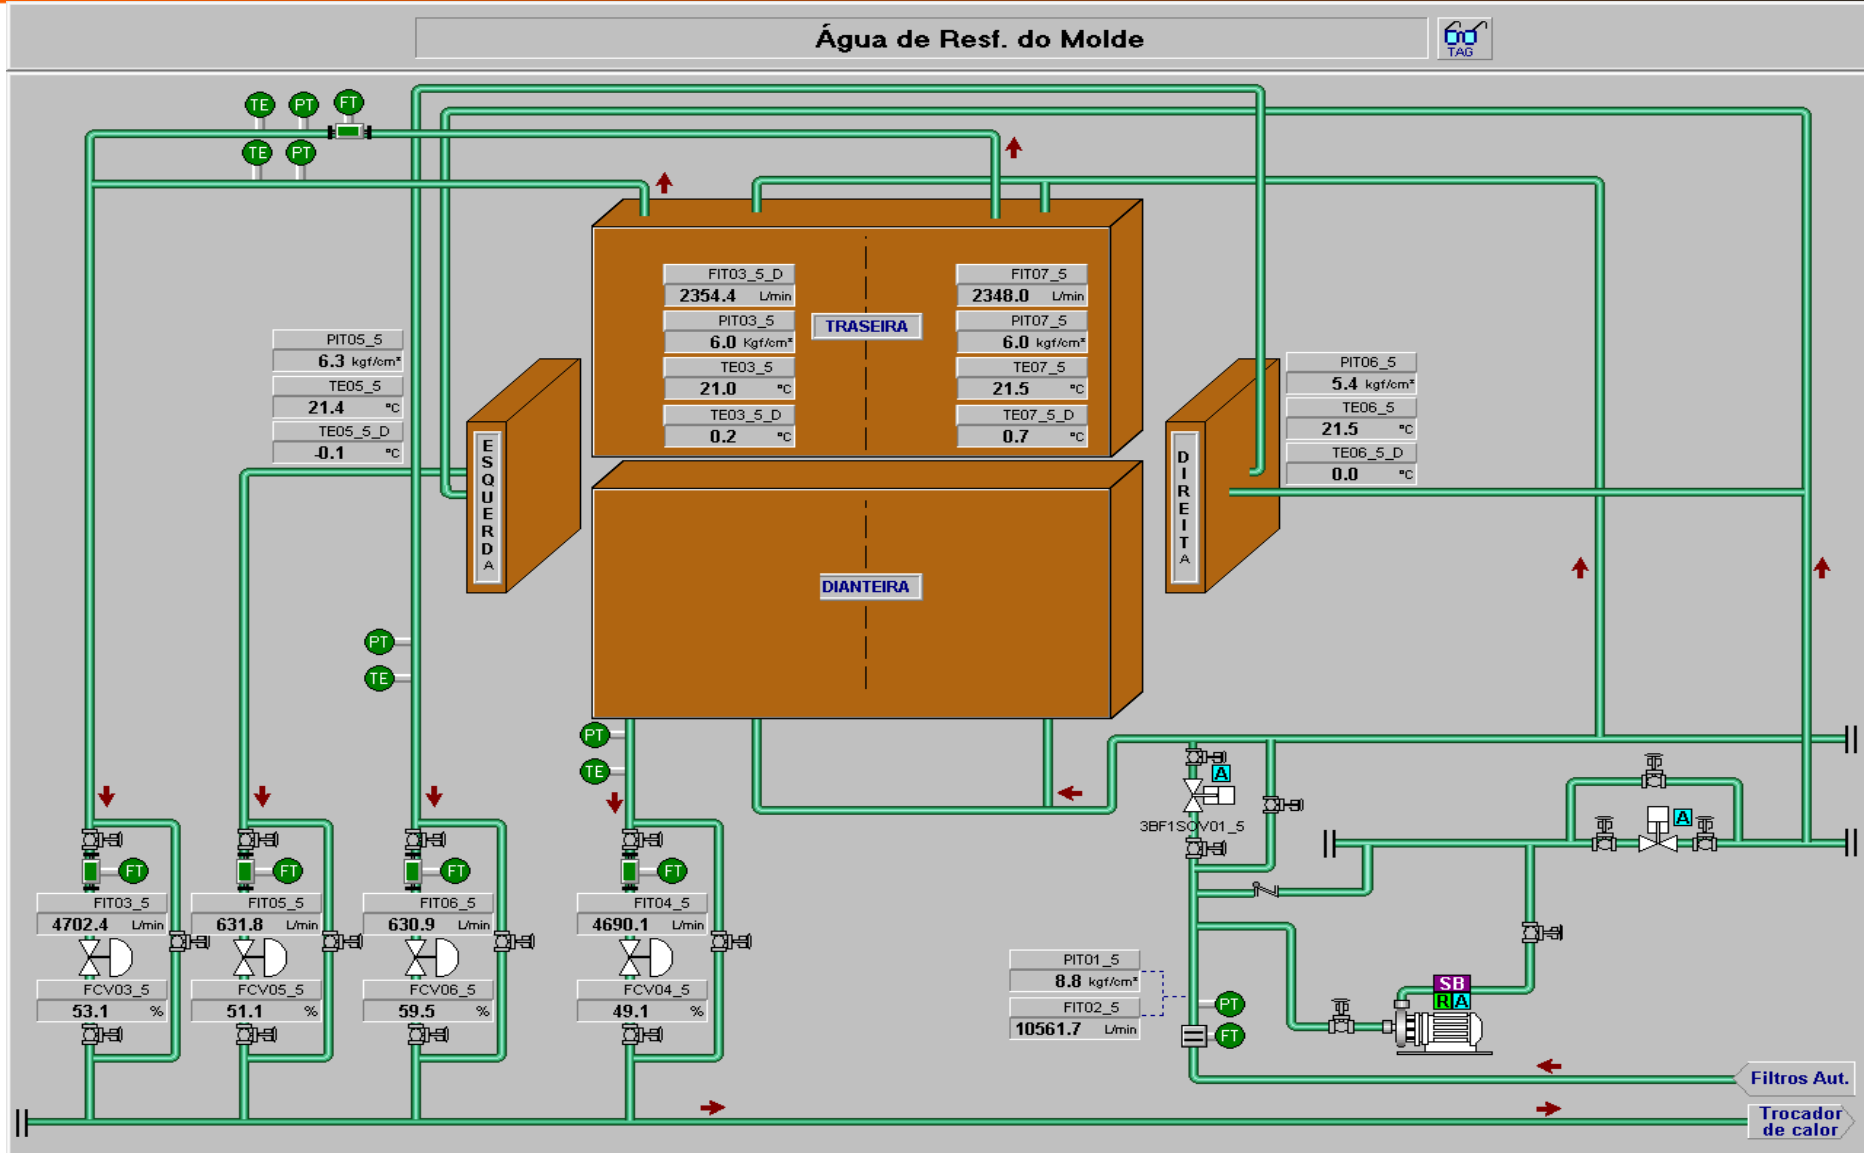 Água de Resf. do Molde
TAG
TE
PT
FT
TE
PT
FIT03_5_D
2354.4 L/min
PIT03_5
6.0 Kgf/cm²
TE03_5
21.0 °C
TE03_5_D
0.2 °C
TRASEIRA
FIT07_5
2348.0 L/min
PIT07_5
6.0 kgf/cm²
TE07_5
21.5 °C
TE07_5_D
0.7 °C
PIT05_5
6.3 kgf/cm²
TE05_5
21.4 °C
TE05_5_D
-0.1 °C
ESQUERDA
PIT06_5
5.4 kgf/cm²
TE06_5
21.5 °C
TE06_5_D
0.0 °C
DIREITA
DIANTEIRA
PT
TE
PT
TE
A
3BF1SOV01_5
A
FT
FT
FT
FT
FIT03_5
4702.4 L/min
FIT05_5
631.8 L/min
FIT06_5
630.9 L/min
FIT04_5
4690.1 L/min
FCV03_5
53.1 %
FCV05_5
51.1 %
FCV06_5
59.5 %
FCV04_5
49.1 %
PIT01_5
8.8 kgf/cm²
FIT02_5
10561.7 L/min
PT
FT
SB
R A
Filtros Aut.
Trocador
de calor